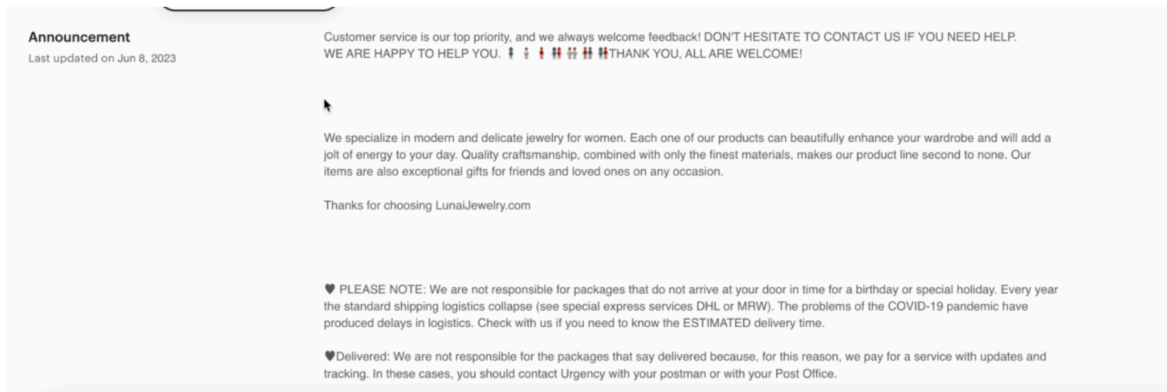 Announcement
Last updated on Jun 8, 2023
Customer service is our top priority, and we always welcome feedback! DON'T HESITATE TO CONTACT US IF YOU NEED HELP.
WE ARE HAPPY TO HELP YOU. THANK YOU, ALL ARE WELCOME!
We specialize in modern and delicate jewelry for women. Each one of our products can beautifully enhance your wardrobe and will add a
jolt of energy to your day. Quality craftsmanship, combined with only the finest materials, makes our product line second to none. Our
items are also exceptional gifts for friends and loved ones on any occasion.
Thanks for choosing LunaiJewelry.com
♥ PLEASE NOTE: We are not responsible for packages that do not arrive at your door in time for a birthday or special holiday. Every year
the standard shipping logistics collapse (see special express services DHL or MRW). The problems of the COVID-19 pandemic have
produced delays in logistics. Check with us if you need to know the ESTIMATED delivery time.
♥Delivered: We are not responsible for the packages that say delivered because, for this reason, we pay for a service with updates and
tracking. In these cases, you should contact Urgency with your postman or with your Post Office.